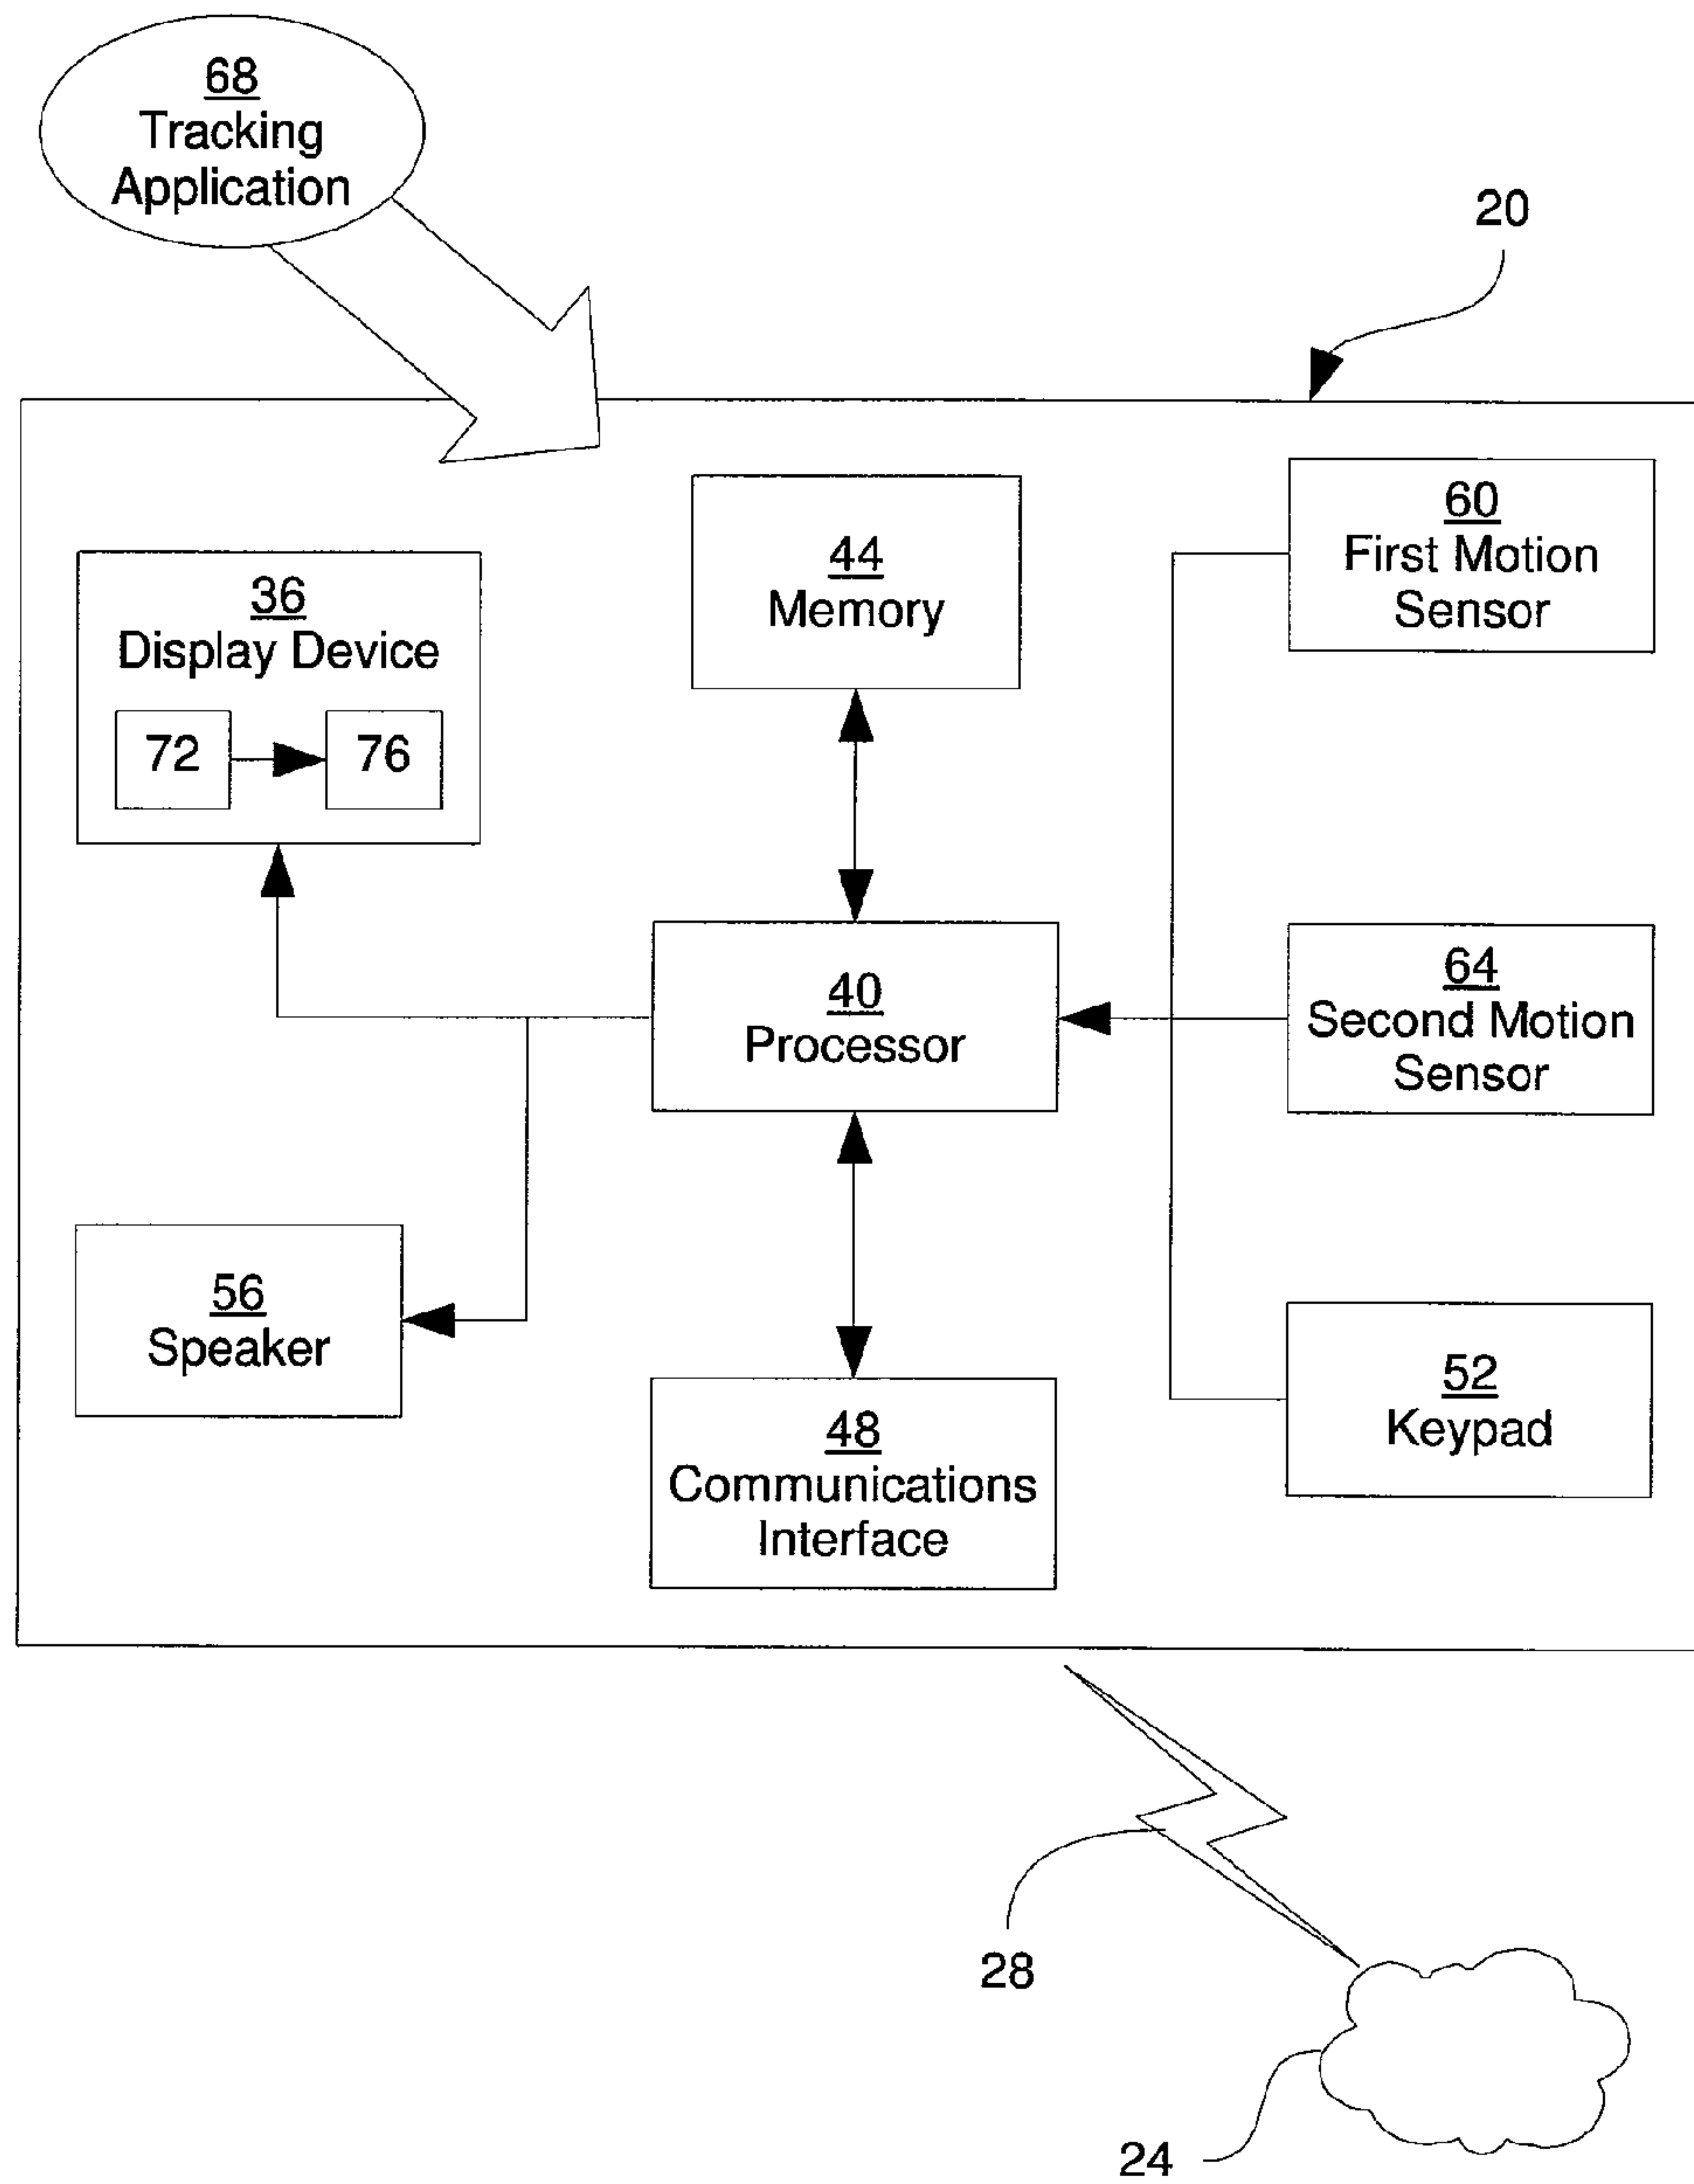 68
Tracking
Application
20
60
First Motion
Sensor
44
Memory
36
Display Device
72
76
64
Second Motion
Sensor
40
Processor
56
Speaker
52
Keypad
48
Communications
Interface
28
24